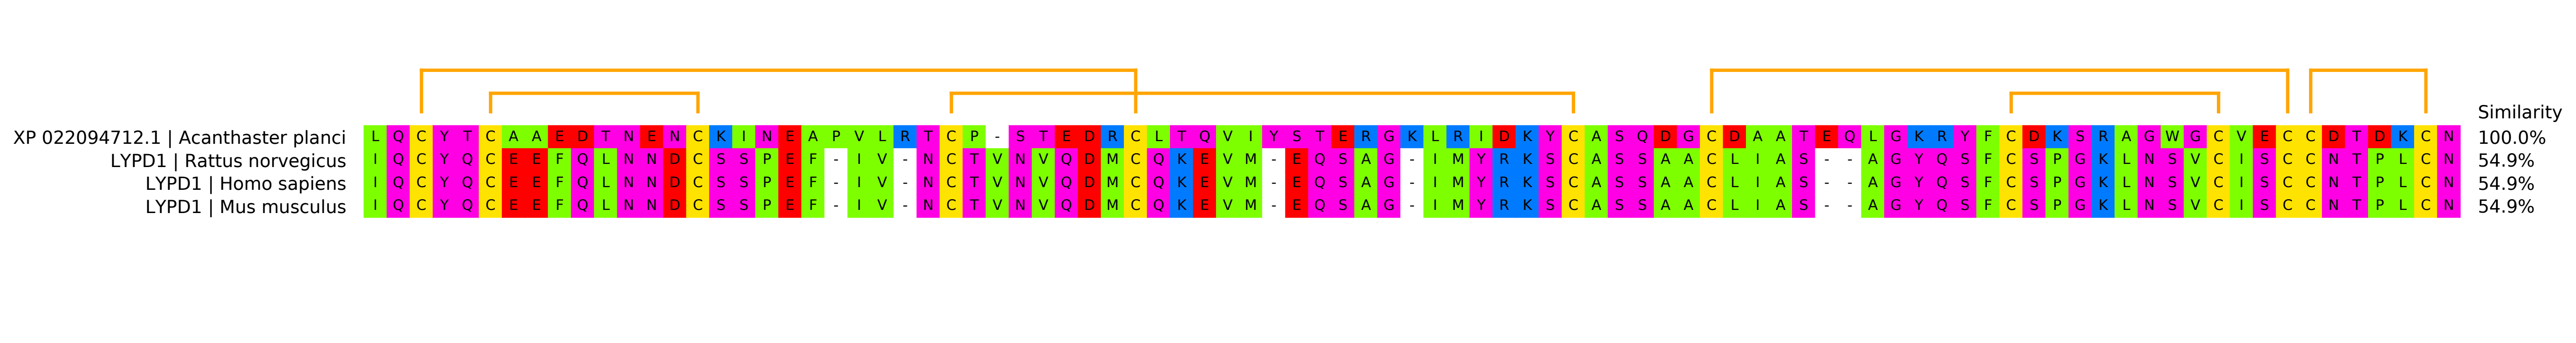 Similarity
XP 022094712.1 | Acanthaster planci L Q C Y T C A A E D T N E N C K I N E A P V L R T C P - S T E D R C L T Q V I Y S T E R G K L R I D K Y C A S Q D G C D A A T E Q L G K R Y F C D K S R A G W G C V E C C D T D K C N 100.0%
LYPD1 | Rattus norvegicus I Q C Y Q C E E F Q L N N D C S S P E F - I V - N C T V N V Q D M C Q K E V M - E Q S A G - I M Y R K S C A S S A A C L I A S - - A G Y Q S F C S P G K L N S V C I S C C N T P L C N 54.9%
LYPD1 | Homo sapiens I Q C Y Q C E E F Q L N N D C S S P E F - I V - N C T V N V Q D M C Q K E V M - E Q S A G - I M Y R K S C A S S A A C L I A S - - A G Y Q S F C S P G K L N S V C I S C C N T P L C N 54.9%
LYPD1 | Mus musculus I Q C Y Q C E E F Q L N N D C S S P E F - I V - N C T V N V Q D M C Q K E V M - E Q S A G - I M Y R K S C A S S A A C L I A S - - A G Y Q S F C S P G K L N S V C I S C C N T P L C N 54.9%